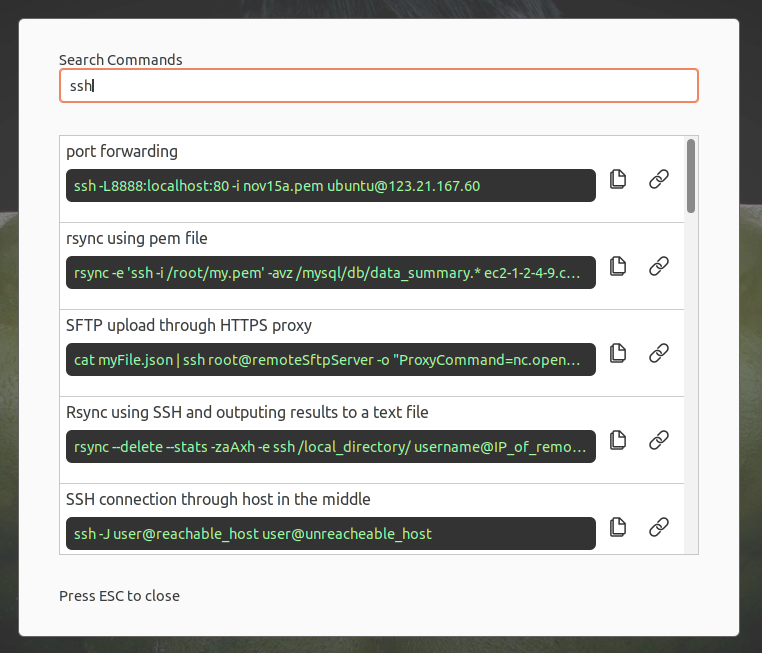 Search Commands
ssh
port forwarding
ssh -L8888:localhost:80 -i nov15a.pem ubuntu@123.21.167.60
rsync using pem file
rsync -e 'ssh -i /root/my.pem' -avz /mysql/db/data_summary.* ec2-1-2-4-9.c…
SFTP upload through HTTPS proxy
cat myFile.json | ssh root@remoteSftpServer -o "ProxyCommand=nc.open…
Rsync using SSH and outputing results to a text file
rsync --delete --stats -zaAxh -e ssh /local_directory/ username@IP_of_remo…
SSH connection through host in the middle
ssh -J user@reachable_host user@unreacheable_host
Press ESC to close